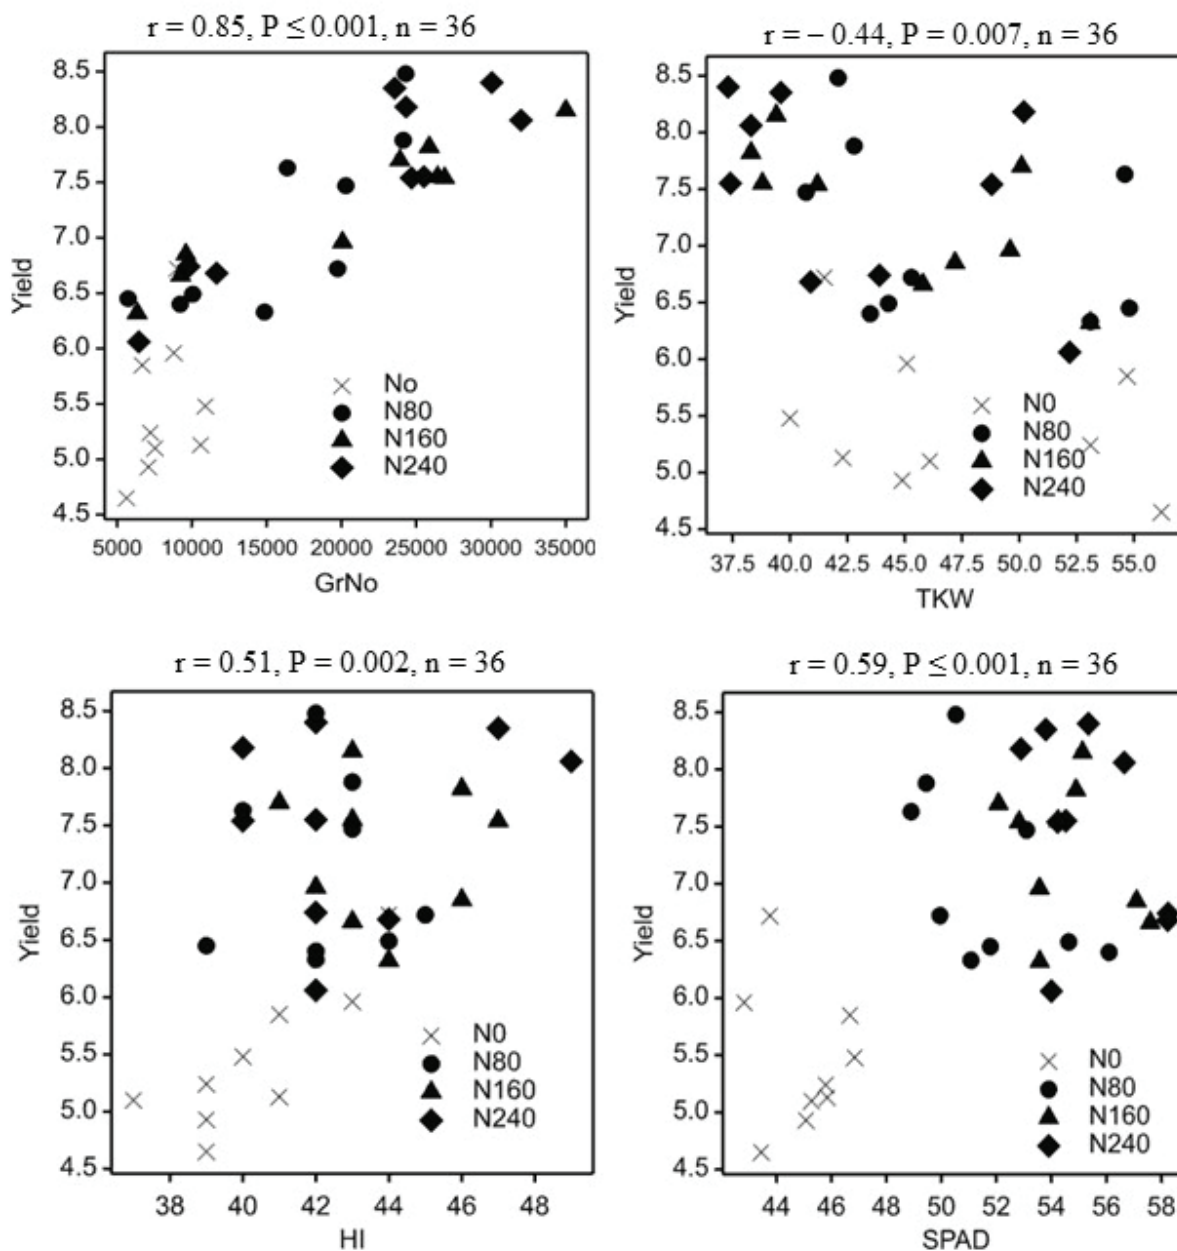 r = 0.85, P ≤ 0.001, n = 36
8.5
8.0
7.5
7.0
6.5
6.0
5.5
5.0
4.5
Yield
No
N80
N160
N240
5000 10000 15000 20000 25000 30000 35000
GrNo
r = – 0.44, P = 0.007, n = 36
8.5
8.0
7.5
7.0
6.5
6.0
5.5
5.0
4.5
Yield
N0
N80
N160
N240
37.5 40.0 42.5 45.0 47.5 50.0 52.5 55.0
TKW
r = 0.51, P = 0.002, n = 36
8.5
8.0
7.5
7.0
6.5
6.0
5.5
5.0
4.5
Yield
N0
N80
N160
N240
38 40 42 44 46 48
HI
r = 0.59, P ≤ 0.001, n = 36
8.5
8.0
7.5
7.0
6.5
6.0
5.5
5.0
4.5
Yield
N0
N80
N160
N240
44 46 48 50 52 54 56 58
SPAD